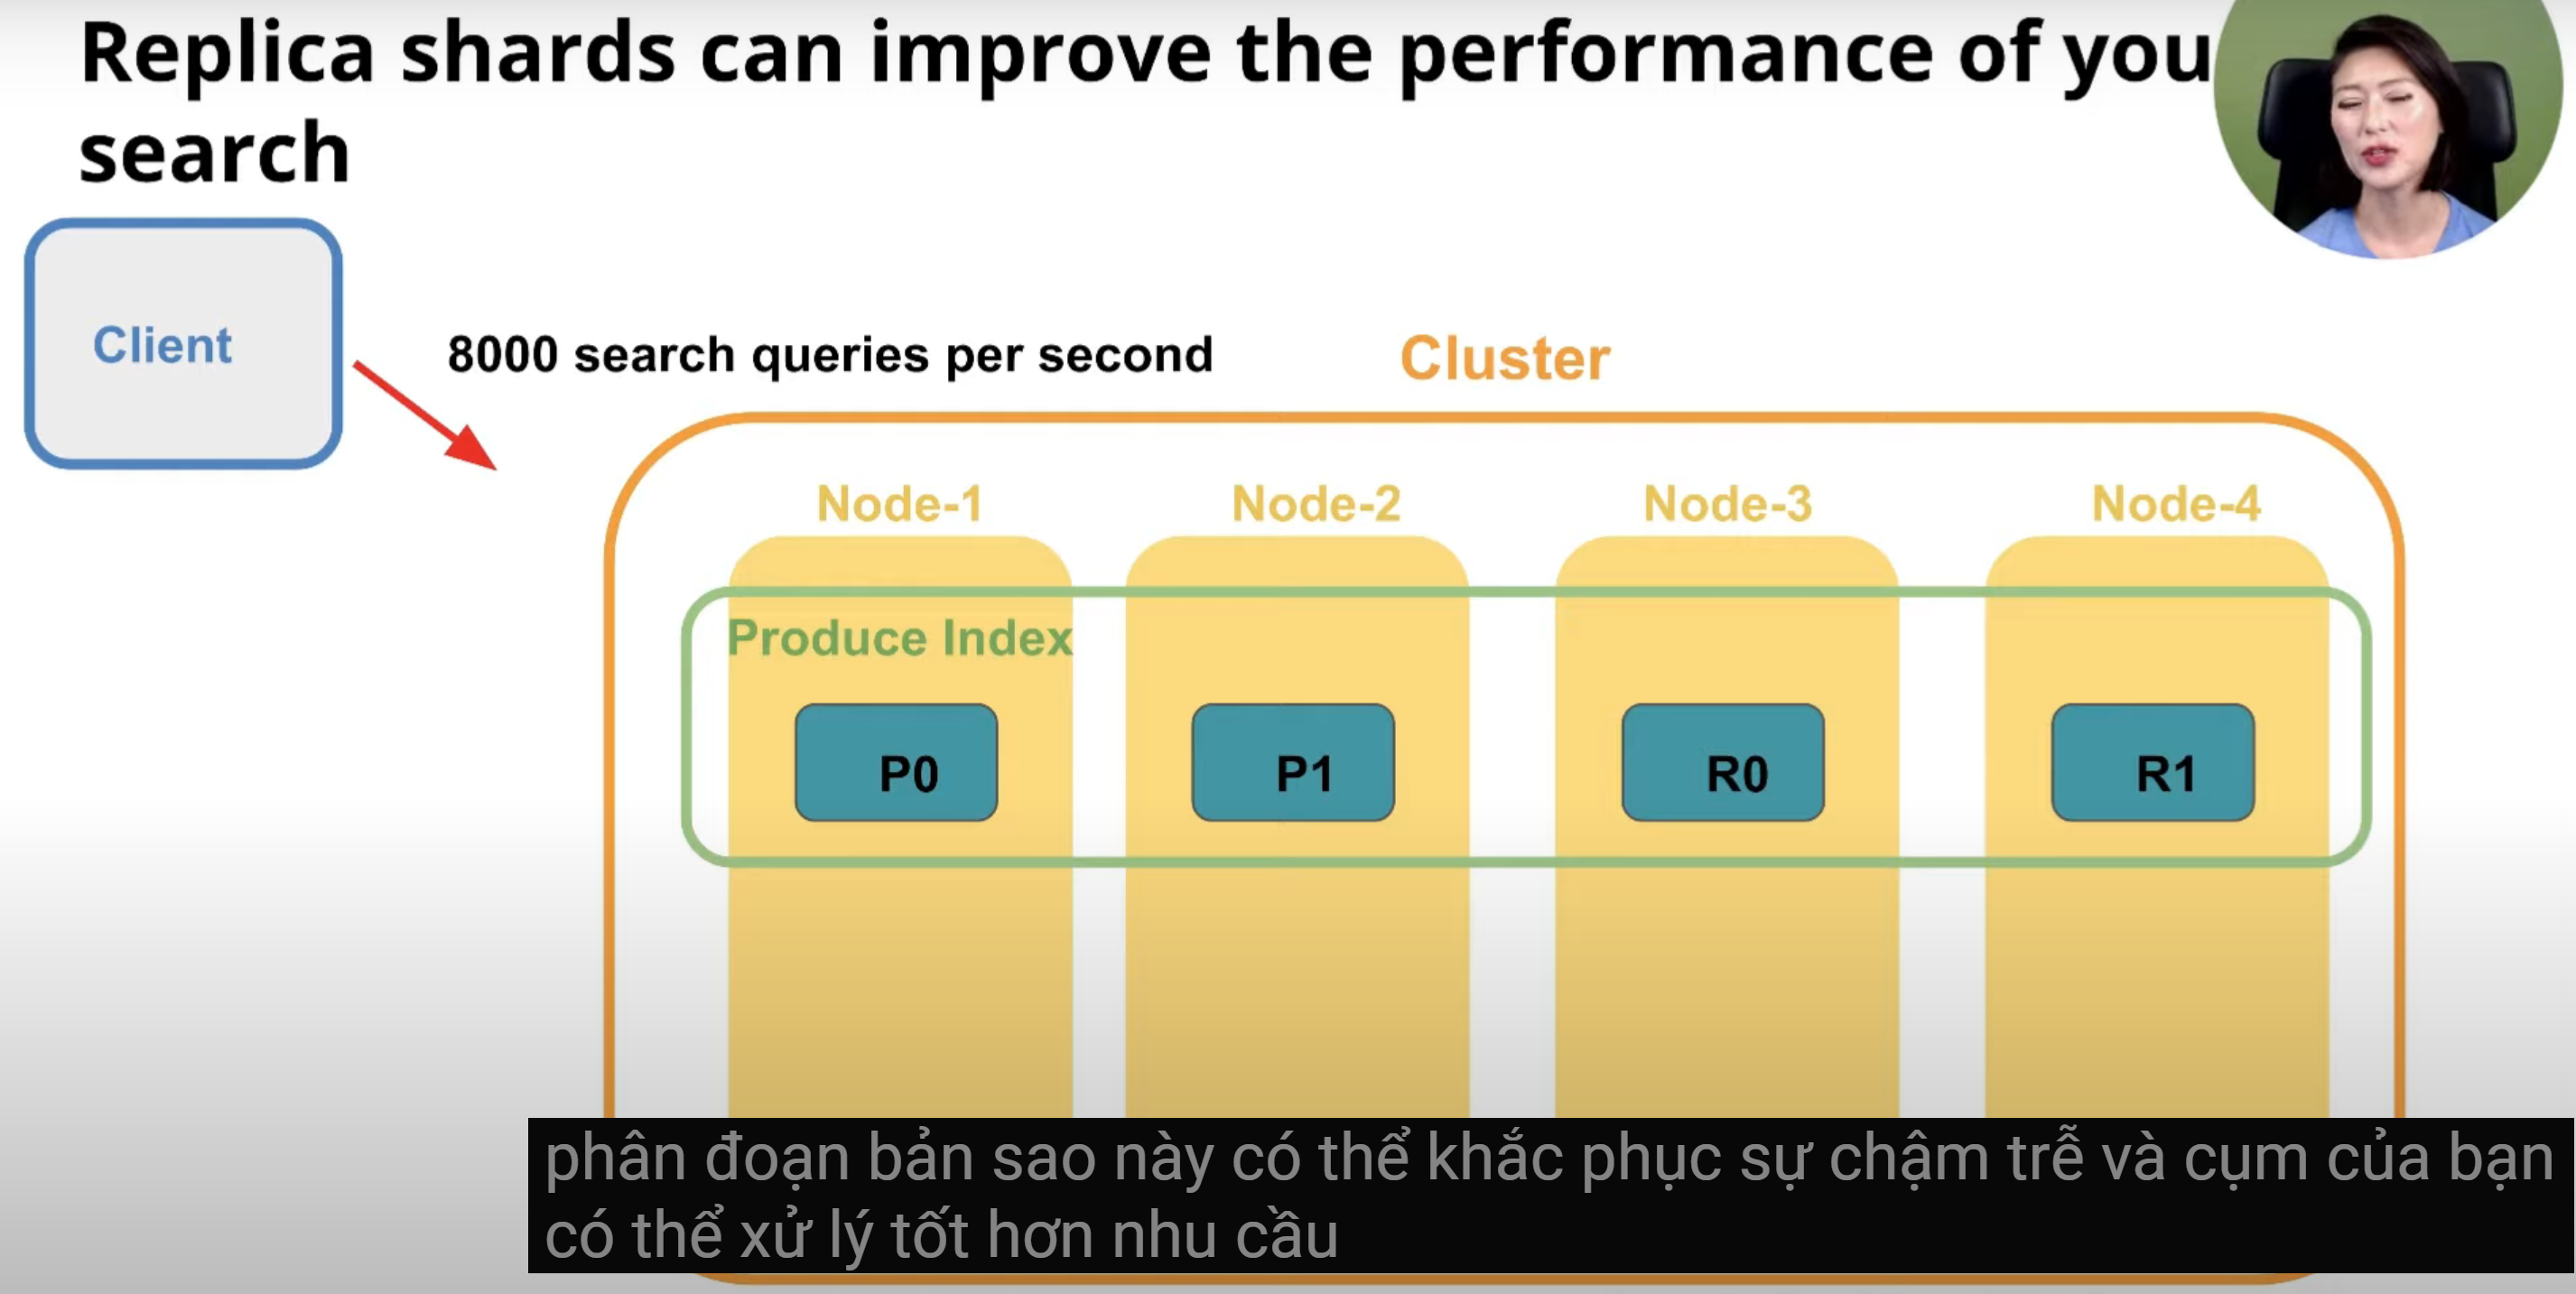 Replica shards can improve the performance of you
search
Client
8000 search queries per second
Cluster
Node-1
Node-2
Node-3
Node-4
Produce Index
P0
P1
R0
R1
phân đoạn bản sao này có thể khắc phục sự chậm trễ và cụm của bạn
có thể xử lý tốt hơn nhu cầu